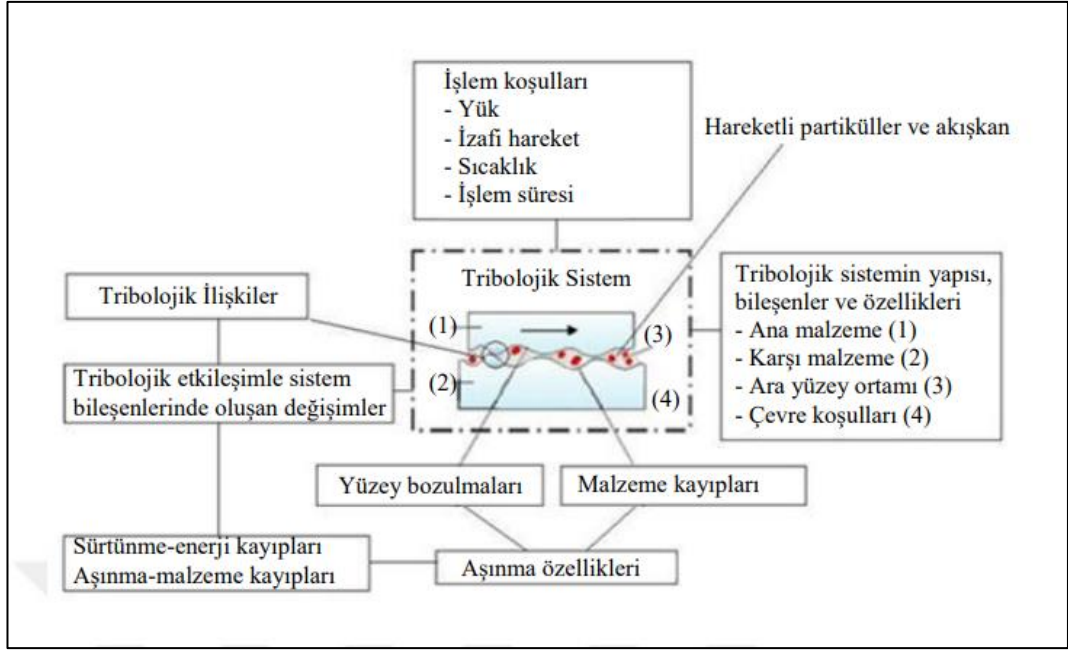 İşlem koşulları
- Yük
- İzafi hareket
- Sıcaklık
- İşlem süresi
Hareketli partiküller ve akışkan
Tribolojik Sistem
Tribolojik İlişkiler
(1)
(3)
(2)
(4)
Tribolojik sistemin yapısı,
bileşenler ve özellikleri
- Ana malzeme (1)
- Karşı malzeme (2)
- Ara yüzey ortamı (3)
- Çevre koşulları (4)
Tribolojik etkileşimle sistem
bileşenlerinde oluşan değişimler
Yüzey bozulmaları
Malzeme kayıpları
Sürtünme-enerji kayıpları
Aşınma-malzeme kayıpları
Aşınma özellikleri